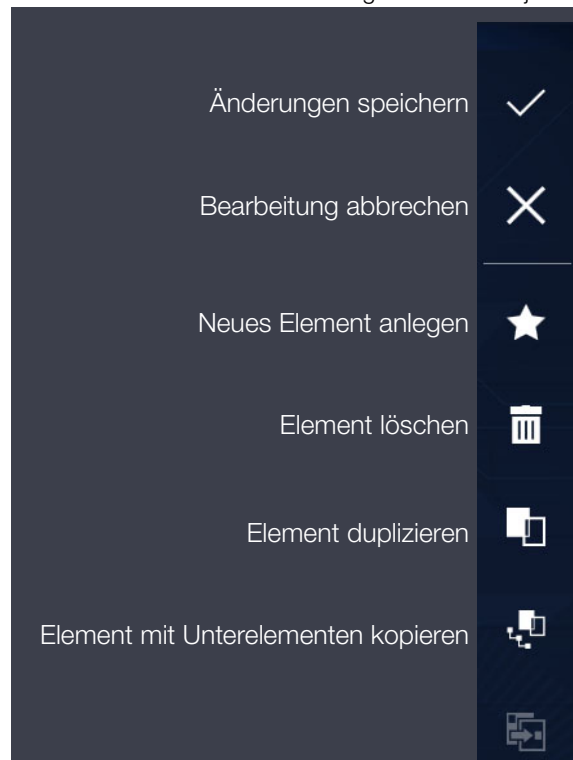 Änderungen speichern
Bearbeitung abbrechen
Neues Element anlegen
Element löschen
Element duplizieren
Element mit Unterelementen kopieren